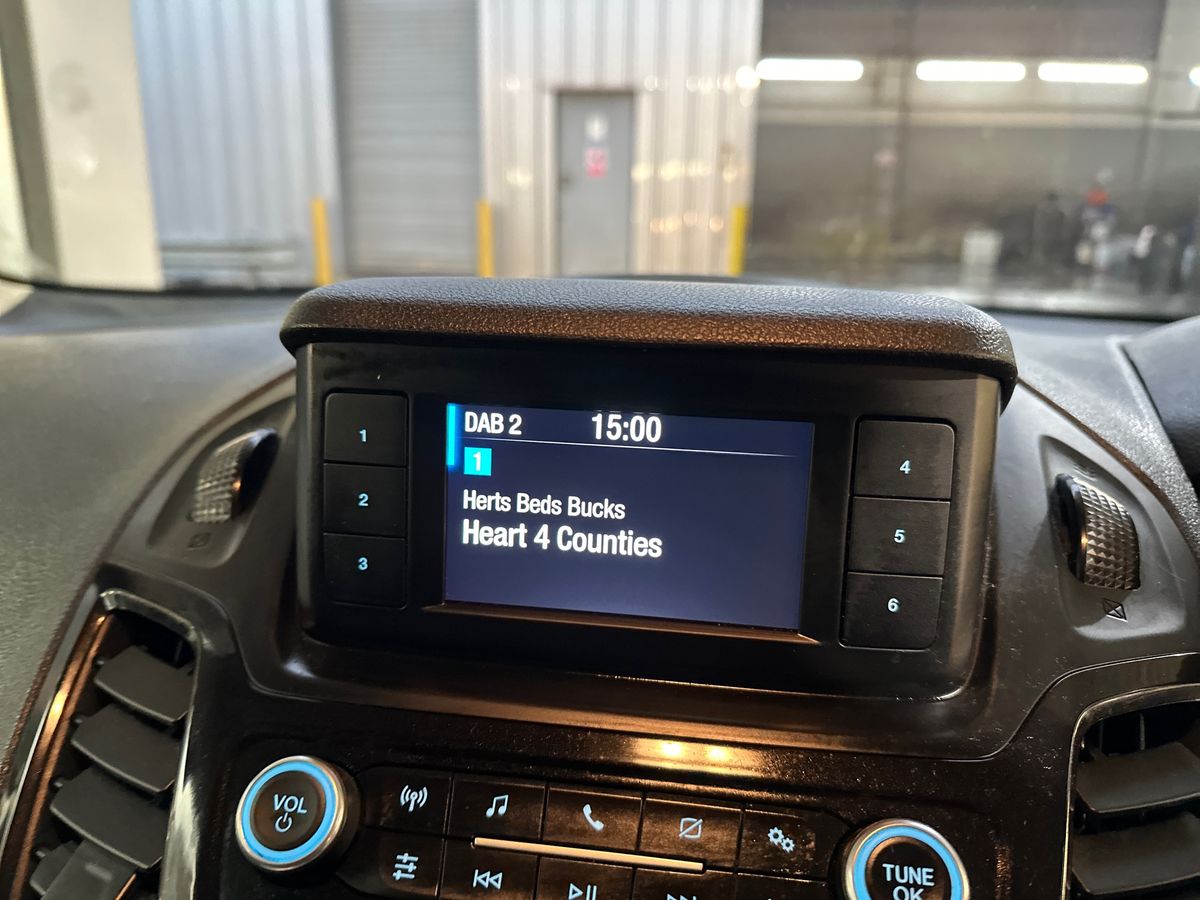 DAB 2 15:00
1
Herts Beds Bucks
Heart 4 Counties
1
2
3
4
5
6
VOL
TUNE
OK